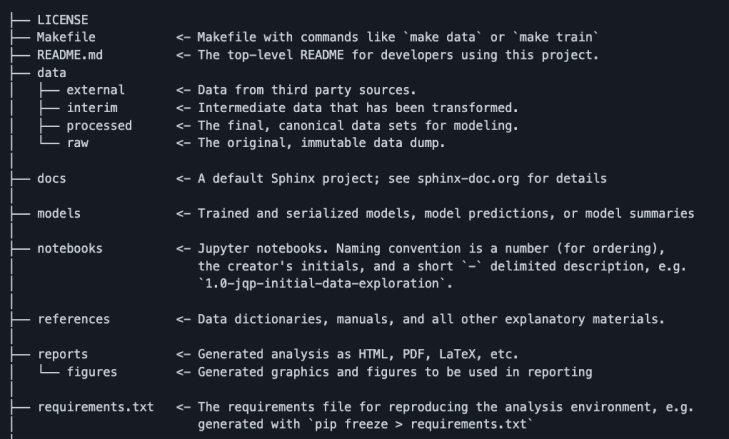 ├── LICENSE
├── Makefile           <- Makefile with commands like `make data` or `make train`
├── README.md          <- The top-level README for developers using this project.
├── data
│   ├── external       <- Data from third party sources.
│   ├── interim        <- Intermediate data that has been transformed.
│   ├── processed      <- The final, canonical data sets for modeling.
│   └── raw            <- The original, immutable data dump.
│
├── docs               <- A default Sphinx project; see sphinx-doc.org for details
│
├── models             <- Trained and serialized models, model predictions, or model summaries
│
├── notebooks          <- Jupyter notebooks. Naming convention is a number (for ordering),
│                         the creator's initials, and a short `-` delimited description, e.g.
│                         `1.0-jqp-initial-data-exploration`.
│
├── references         <- Data dictionaries, manuals, and all other explanatory materials.
│
├── reports            <- Generated analysis as HTML, PDF, LaTeX, etc.
│   └── figures        <- Generated graphics and figures to be used in reporting
│
├── requirements.txt   <- The requirements file for reproducing the analysis environment, e.g.
│                         generated with `pip freeze > requirements.txt`